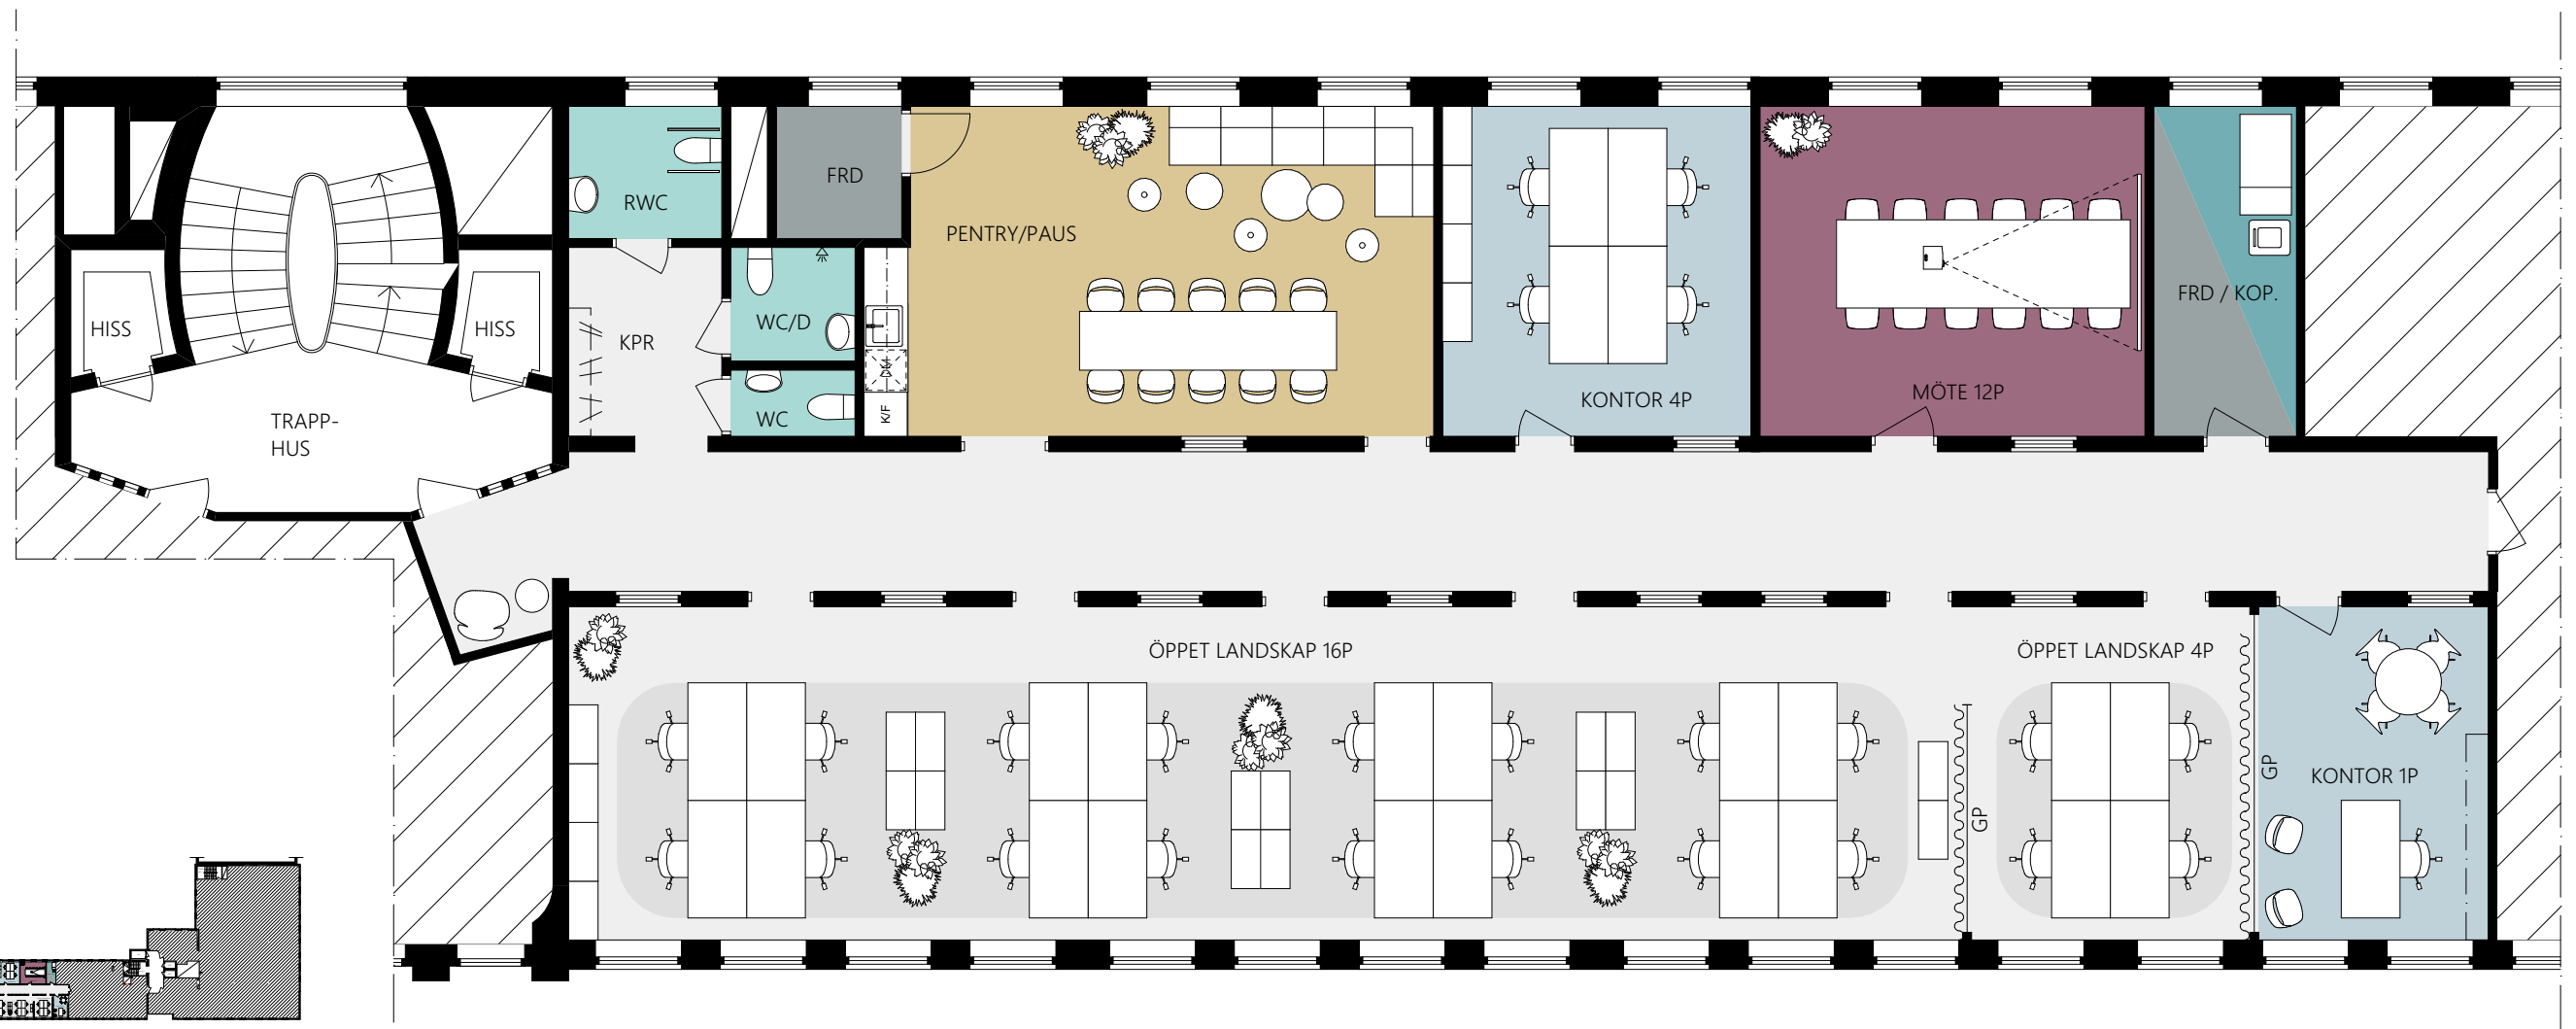 RWC
FRD
PENTRY/PAUS
HISS
HISS
KPR
WC/D
WC
DM
K/F
KONTOR 4P
MÖTE 12P
FRD / KOP.
TRAPP-
HUS
ÖPPET LANDSKAP 16P
ÖPPET LANDSKAP 4P
GP
GP
KONTOR 1P